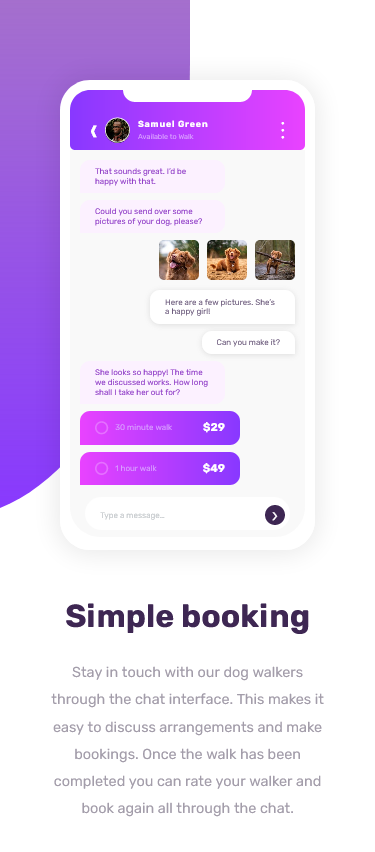 Samuel Green
Available to Walk
That sounds great. I'd be
happy with that.
Could you send over some
pictures of your dog, please?
Here are a few pictures. She's
a happy girl!
Can you make it?
She looks so happy! The time
we discussed works. How long
shall I take her out for?
30 minute walk $29
1 hour walk $49
Type a message...
Simple booking
Stay in touch with our dog walkers
through the chat interface. This makes it
easy to discuss arrangements and make
bookings. Once the walk has been
completed you can rate your walker and
book again all through the chat.